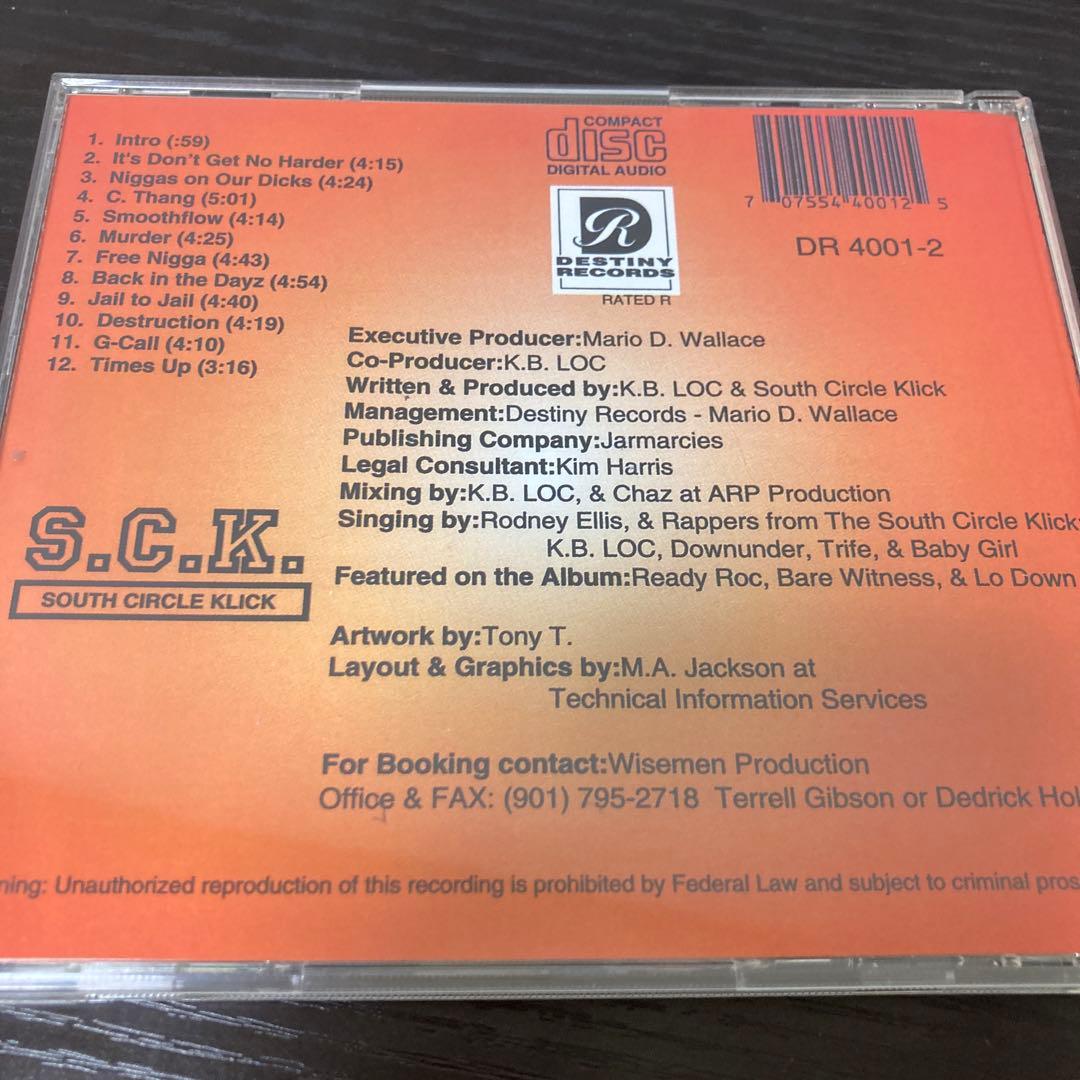 1. Intro (:59)
2. It's Don't Get No Harder (4:15)
3. Niggas on Our Dicks (4:24)
4. C. Thang (5:01)
5. Smoothflow (4:14)
6. Murder (4:25)
7. Free Nigga (4:43)
8. Back in the Dayz (4:54)
9. Jail to Jail (4:40)
10. Destruction (4:19)
11. G-Call (4:10)
12. Times Up (3:16)
COMPACT
disc
DIGITAL AUDIO
DR
DESTINY
RECORDS
RATED R
7 07554 40012 5
DR 4001-2
Executive Producer:Mario D. Wallace
Co-Producer:K.B. LOC
Written & Produced by:K.B. LOC & South Circle Klick
Management:Destiny Records - Mario D. Wallace
Publishing Company:Jarmarcies
Legal Consultant:Kim Harris
Mixing by:K.B. LOC, & Chaz at ARP Production
Singing by:Rodney Ellis, & Rappers from The South Circle Klick:
K.B. LOC, Downunder, Trife, & Baby Girl
Featured on the Album:Ready Roc, Bare Witness, & Lo Down
S.C.K.
SOUTH CIRCLE KLICK
Artwork by:Tony T.
Layout & Graphics by:M.A. Jackson at
Technical Information Services
For Booking contact:Wisemen Production
Office & FAX: (901) 795-2718 Terrell Gibson or Dedrick Hol
ning: Unauthorized reproduction of this recording is prohibited by Federal Law and subject to criminal pros